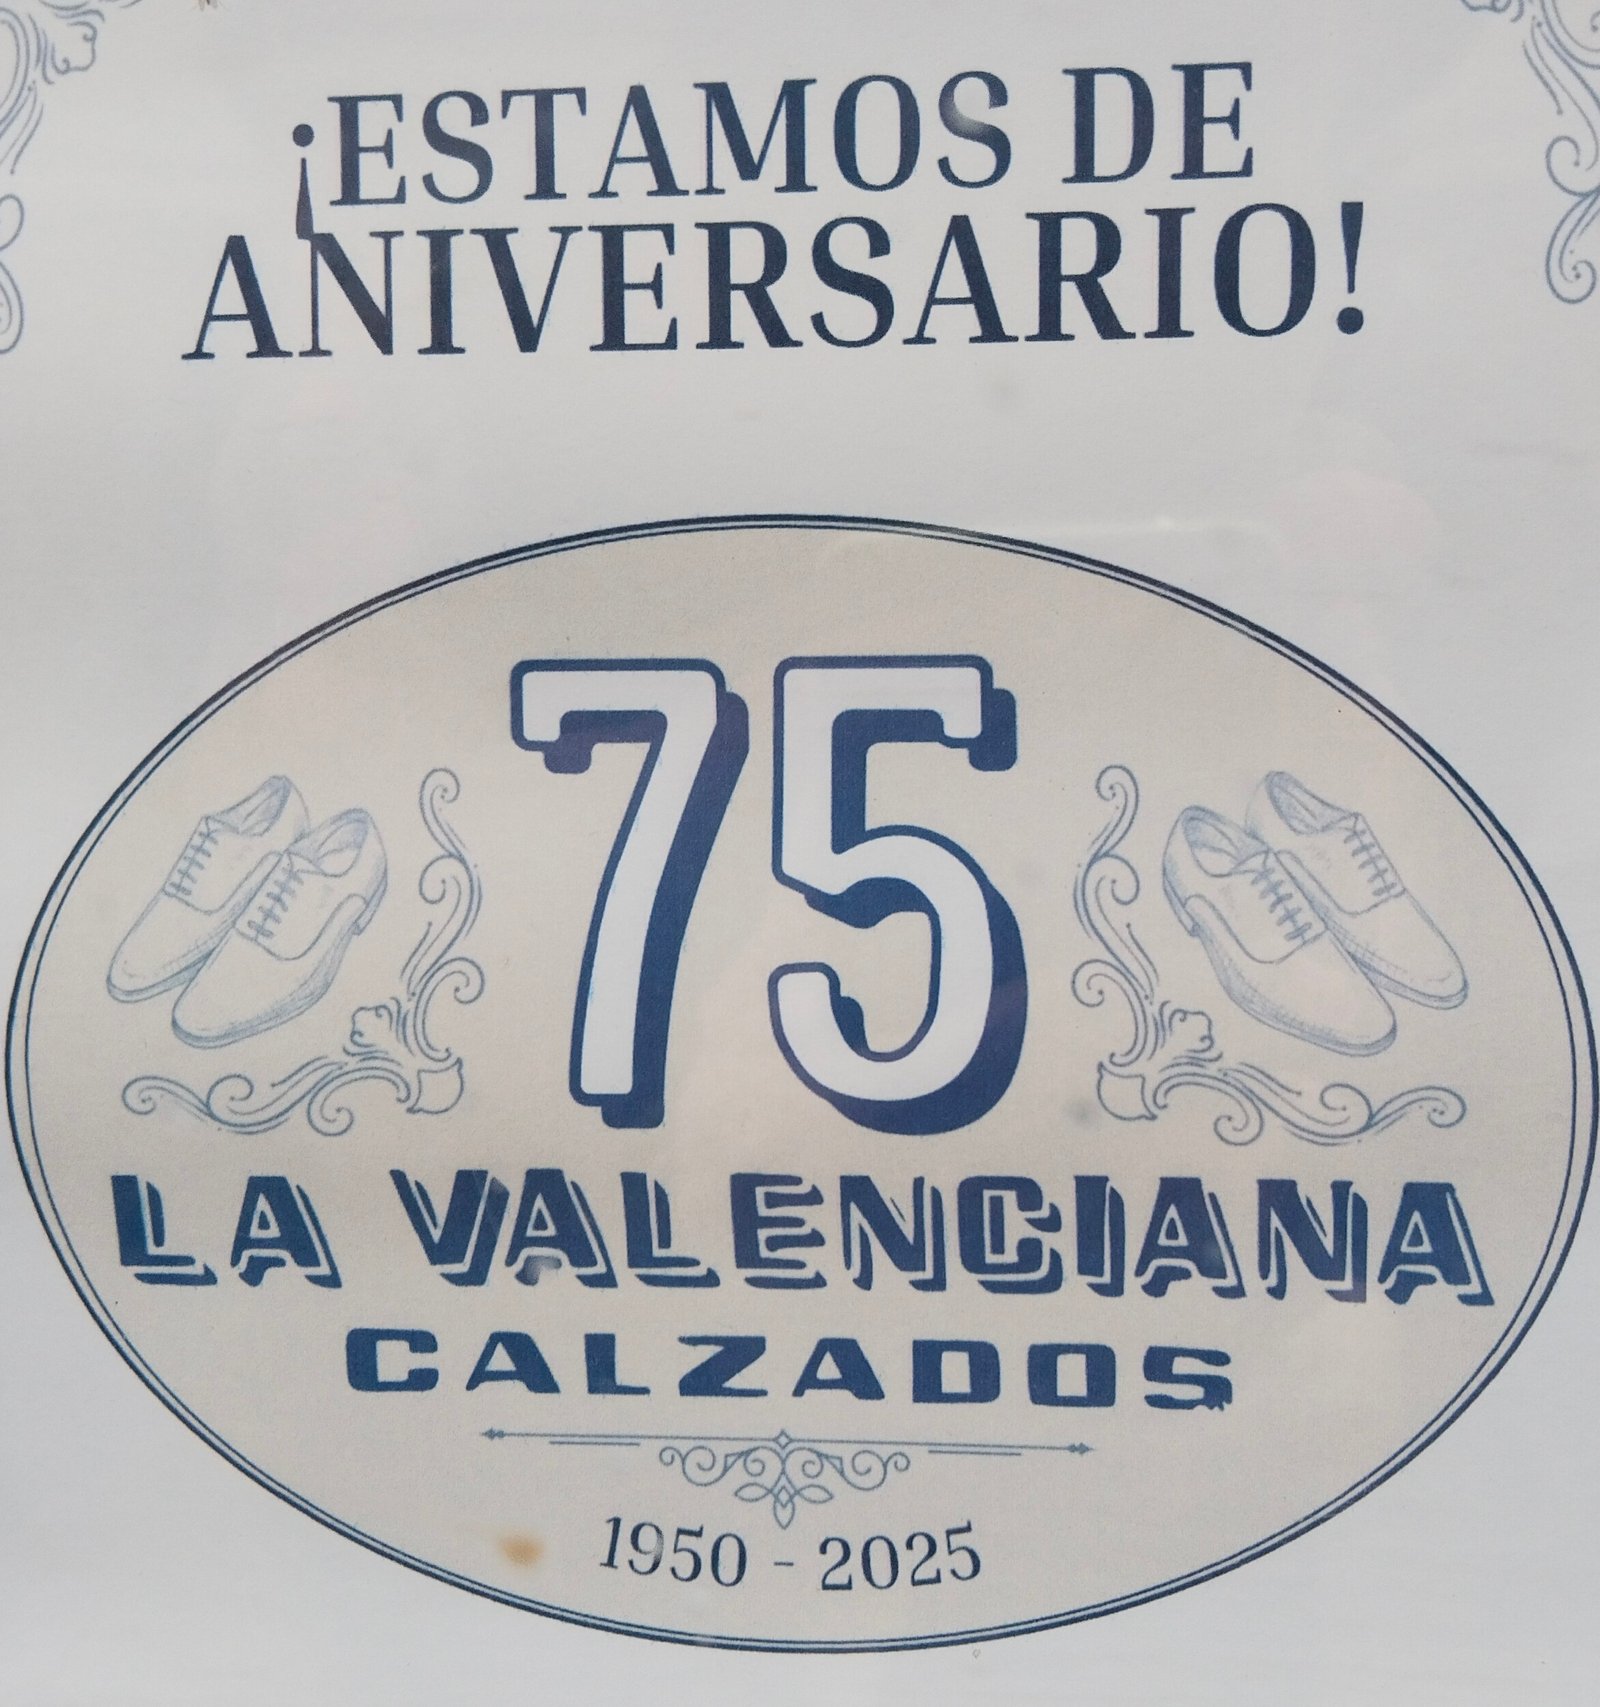 ¡ESTAMOS DE
ANIVERSARIO!
75
LA VALENCIANA
CALZADOS
1950 - 2025